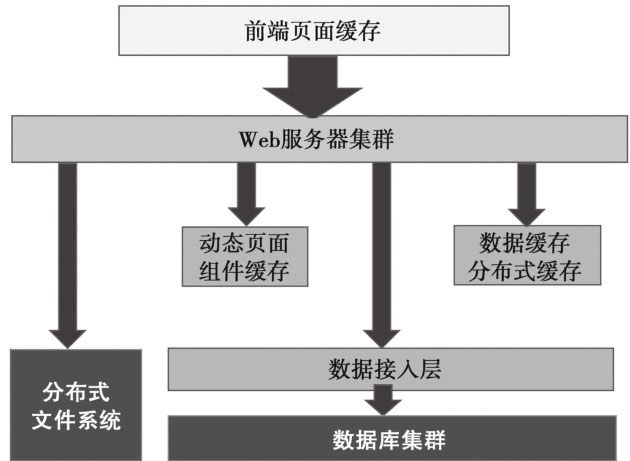 前端页面缓存
Web服务器集群
动态页面
组件缓存
数据缓存
分布式缓存
分布式
文件系统
数据接入层
数据库集群